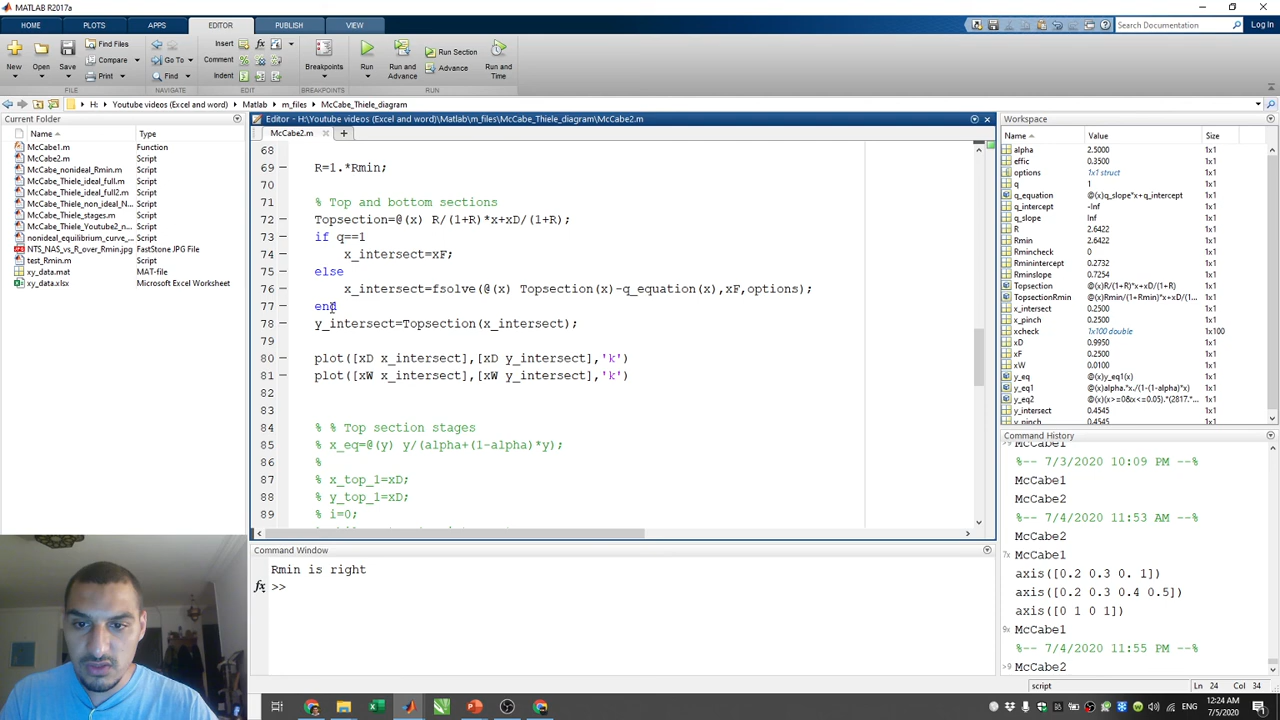 MATLAB R2017a
HOME PLOTS APPS EDITOR PUBLISH VIEW Search Documentation Log In
New Open Save Find Files Compare Print Insert Comment Indent Go To Find Breakpoints Run Run and Advance Run Section Advance Run and Time
FILE NAVIGATE EDIT BREAKPOINTS RUN
H: Youtube videos (Excel and word) Matlab m_files McCabe_Thiele_diagram
Current Folder
Name Type
McCabe1.m Function
McCabe2.m Script
McCabe_nonideal_Rmin.m Script
McCabe_Thiele_ideal_full.m Script
McCabe_Thiele_ideal_full2.m Script
McCabe_Thiele_non_ideal_N... Script
McCabe_Thiele_stages.m Script
McCabe_Thiele_Youtube2_n... Script
nonideal_equilibrium_curve_... Script
NTS_NAS_vs_R_over_Rmin.jpg FastStone JPG File
test_Rmin.m Script
xy_data.mat MAT-file
xy_data.xlsx Microsoft Excel Worksheet
Editor - H:\Youtube videos (Excel and word)\Matlab\m_files\McCabe_Thiele_diagram\McCabe2.m
McCabe2.m
68
69 R=1.*Rmin;
70
71 % Top and bottom sections
72 Topsection=@(x) R/(1+R)*x+xD/(1+R);
73 if q==1
74 x_intersect=xF;
75 else
76 x_intersect=fsolve(@(x) Topsection(x)-q_equation(x),xF,options);
77 end
78 y_intersect=Topsection(x_intersect);
79
80 plot([xD x_intersect],[xD y_intersect],'k')
81 plot([xW x_intersect],[xW y_intersect],'k')
82
83
84 % % Top section stages
85 % x_eq=@(y) y/(alpha+(1-alpha)*y);
86 %
87 % x_top_1=xD;
88 % y_top_1=xD;
89 % i=0;
Command Window
Rmin is right
fx >>
Workspace
Name Value Size
alpha 2.5000 1x1
effic 0.3500 1x1
options 1x1 struct 1x1
q 1 1x1
q_equation @(x)q_slope*x+q_intercept 1x1
q_intercept -Inf 1x1
q_slope Inf 1x1
R 2.6422 1x1
Rmin 2.6422 1x1
Rmincheck 0 1x1
Rminintercept 0.2732 1x1
Rminslope 0.7254 1x1
Topsection @(x)R/(1+R)*x+xD/(1+R) 1x1
TopsectionRmin @(x)Rmin/(1+Rmin)*x+... 1x1
x_intersect 0.2500 1x1
x_pinch 0.2500 1x1
xcheck 1x100 double 1x100
xD 0.9950 1x1
xF 0.2500 1x1
xW 0.0100 1x1
y_eq @(x)y_eq1(x) 1x1
y_eq1 @(x)alpha.*x./(1-(1-alpha)*x) 1x1
y_eq2 @(x)(x>=0&x<=0.05).*(2817.*... 1x1
y_intersect 0.4545 1x1
y_pinch 0.4545 1x1
Command History
McCabe1
%-- 7/3/2020 10:09 PM --%
McCabe1
McCabe2
%-- 7/4/2020 11:53 AM --%
McCabe2
7x McCabe1
axis([0.2 0.3 0. 1])
axis([0.2 0.3 0.4 0.5])
axis([0 1 0 1])
9x McCabe1
%-- 7/4/2020 11:55 PM --%
McCabe2
script Ln 24 Col 34
ENG 12:24 AM
7/5/2020